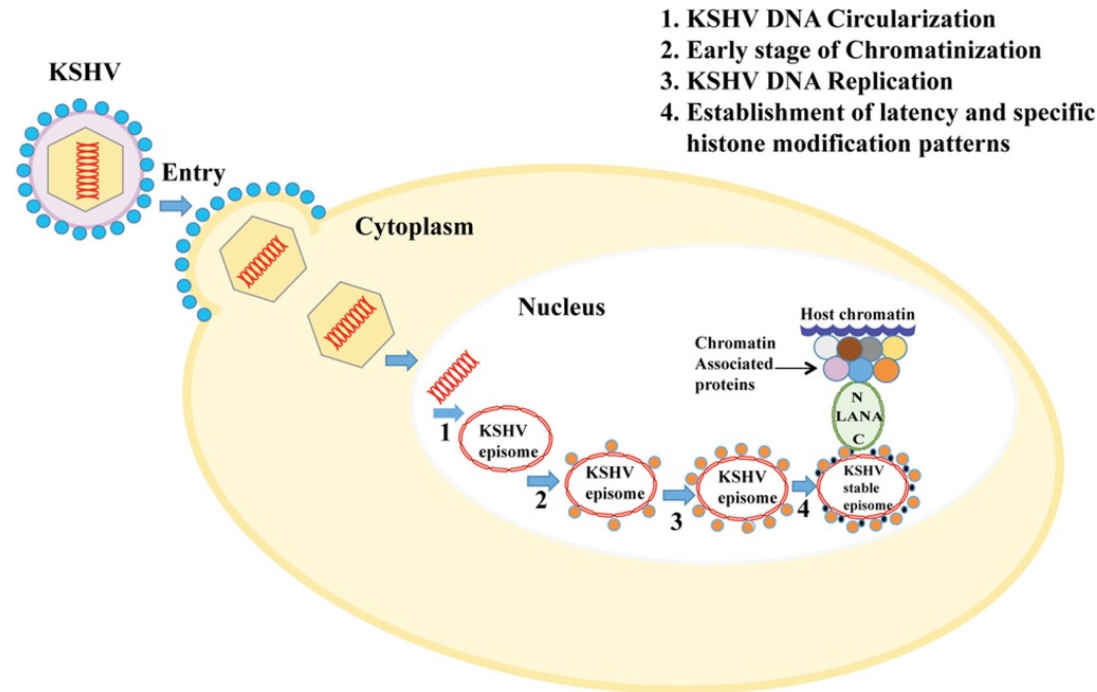 1. KSHV DNA Circularization
2. Early stage of Chromatinization
3. KSHV DNA Replication
4. Establishment of latency and specific
histone modification patterns
KSHV
Entry
Cytoplasm
Nucleus
Host chromatin
Chromatin
Associated
proteins
N
LANA
C
1
KSHV
episome
2
KSHV
episome
3
KSHV
episome
4
KSHV
stable
episome